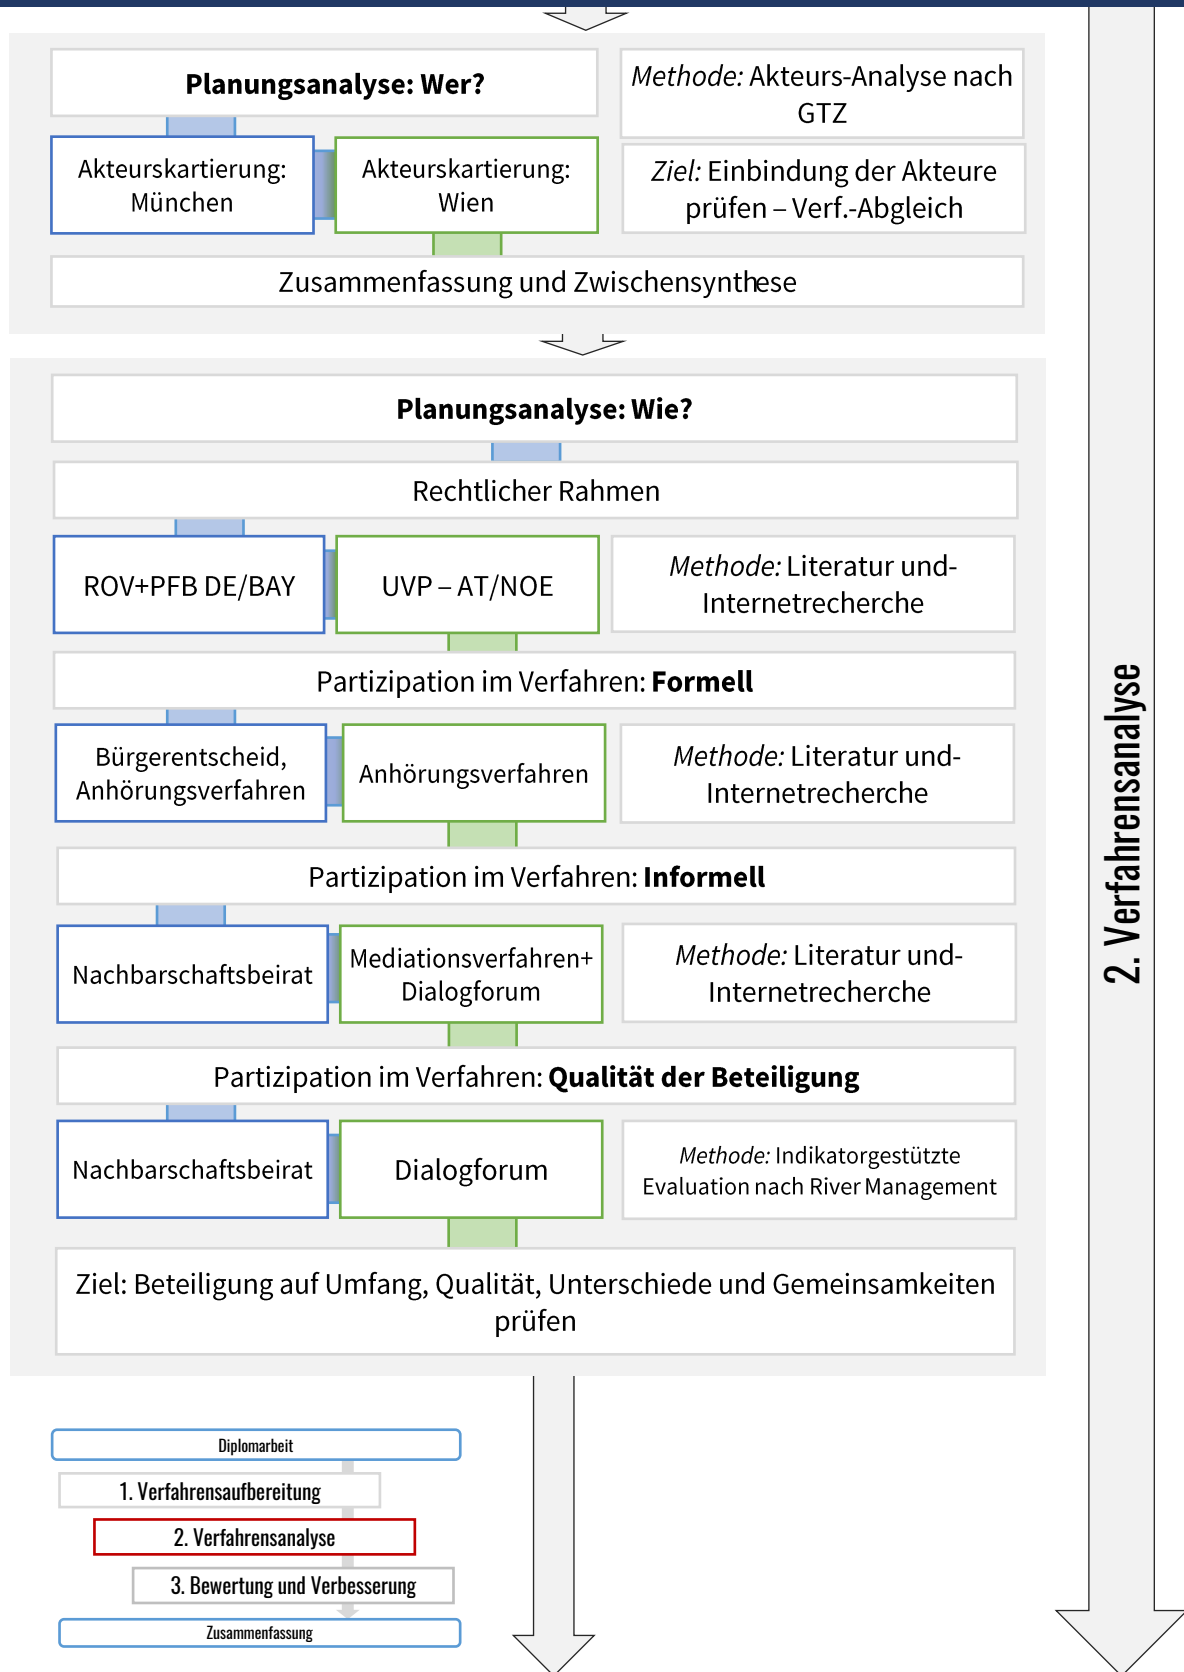 Planungsanalyse: Wer?
Methode: Akteurs-Analyse nach
GTZ
Akteurskartierung:
München
Akteurskartierung:
Wien
Ziel: Einbindung der Akteure
prüfen – Verf.-Abgleich
Zusammenfassung und Zwischensynthese
Planungsanalyse: Wie?
Rechtlicher Rahmen
ROV+PFB DE/BAY
UVP – AT/NOE
Methode: Literatur und-
Internetrecherche
Partizipation im Verfahren: Formell
Bürgerentscheid,
Anhörungsverfahren
Anhörungsverfahren
Methode: Literatur und-
Internetrecherche
Partizipation im Verfahren: Informell
Nachbarschaftsbeirat
Mediationsverfahren+
Dialogforum
Methode: Literatur und-
Internetrecherche
Partizipation im Verfahren: Qualität der Beteiligung
Nachbarschaftsbeirat
Dialogforum
Methode: Indikatorgestützte
Evaluation nach River Management
Ziel: Beteiligung auf Umfang, Qualität, Unterschiede und Gemeinsamkeiten
prüfen
2. Verfahrensanalyse
Diplomarbeit
1. Verfahrensaufbereitung
2. Verfahrensanalyse
3. Bewertung und Verbesserung
Zusammenfassung